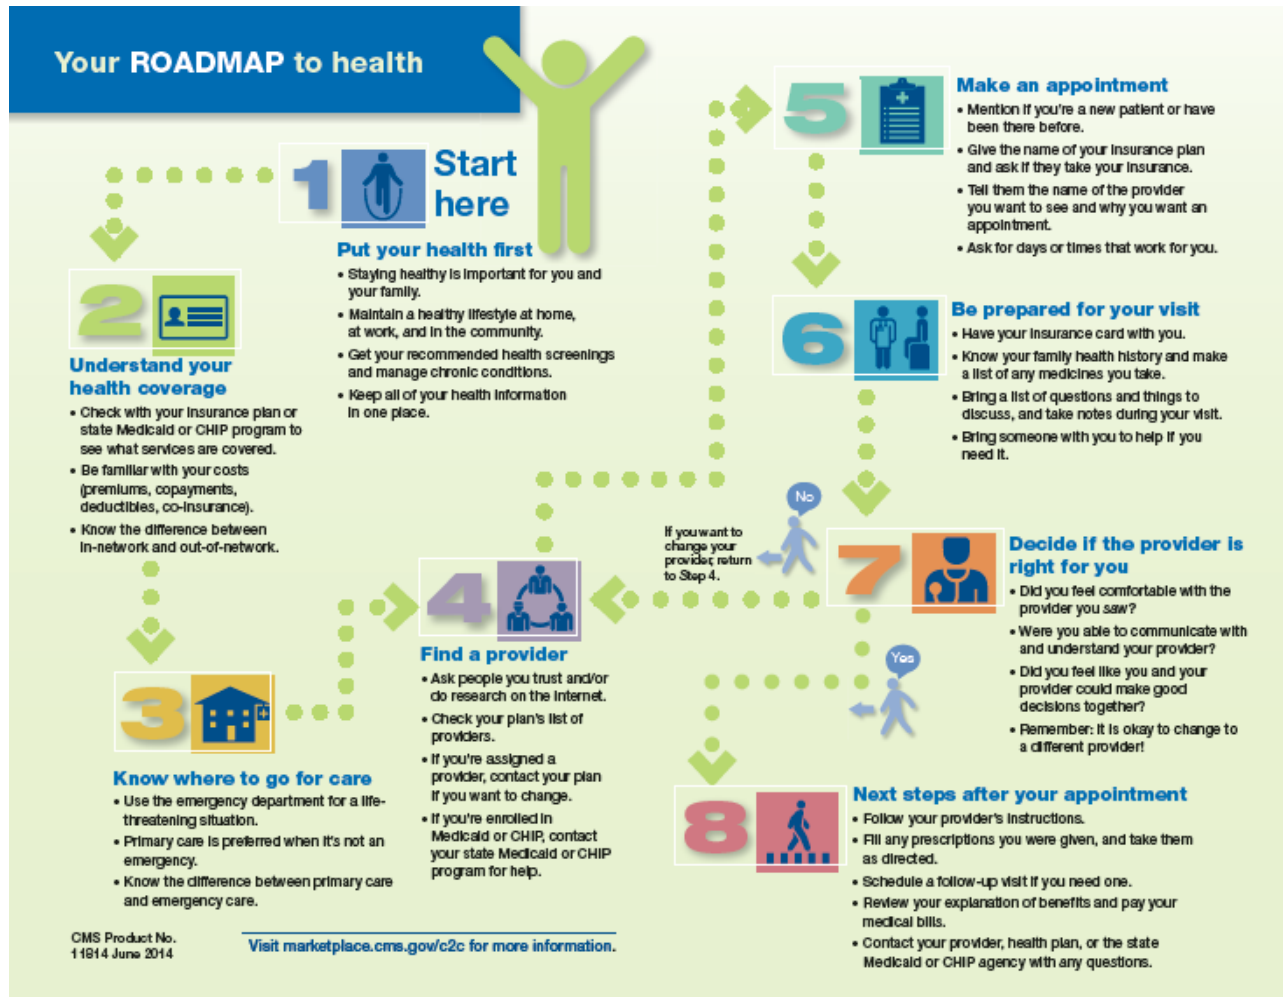 Your ROADMAP to health
1
Start
here
Put your health first
• Staying healthy is important for you and
your family.
• Maintain a healthy lifestyle at home,
at work, and in the community.
• Get your recommended health screenings
and manage chronic conditions.
• Keep all of your health information
in one place.
2
Understand your
health coverage
• Check with your insurance plan or
state Medicaid or CHIP program to
see what services are covered.
• Be familiar with your costs
(premiums, copayments,
deductibles, co-insurance).
• Know the difference between
in-network and out-of-network.
3
Know where to go for care
• Use the emergency department for a life-
threatening situation.
• Primary care is preferred when it's not an
emergency.
• Know the difference between primary care
and emergency care.
4
Find a provider
• Ask people you trust and/or
do research on the internet.
• Check your plan's list of
providers.
• If you're assigned a
provider, contact your plan
if you want to change.
• If you're enrolled in
Medicaid or CHIP, contact
your state Medicaid or CHIP
program for help.
5
Make an appointment
• Mention if you're a new patient or have
been there before.
• Give the name of your insurance plan
and ask if they take your insurance.
• Tell them the name of the provider
you want to see and why you want an
appointment.
• Ask for days or times that work for you.
6
Be prepared for your visit
• Have your insurance card with you.
• Know your family health history and make
a list of any medicines you take.
• Bring a list of questions and things to
discuss, and take notes during your visit.
• Bring someone with you to help if you
need it.
7
Decide if the provider is
right for you
• Did you feel comfortable with the
provider you saw?
• Were you able to communicate with
and understand your provider?
• Did you feel like you and your
provider could make good
decisions together?
• Remember: it is okay to change to
a different provider!
No
If you want to
change your
provider, return
to Step 4.
Yes
8
Next steps after your appointment
• Follow your provider's instructions.
• Fill any prescriptions you were given, and take them
as directed.
• Schedule a follow-up visit if you need one.
• Review your explanation of benefits and pay your
medical bills.
• Contact your provider, health plan, or the state
Medicaid or CHIP agency with any questions.
CMS Product No.
11814 June 2014
Visit marketplace.cms.gov/c2c for more information.